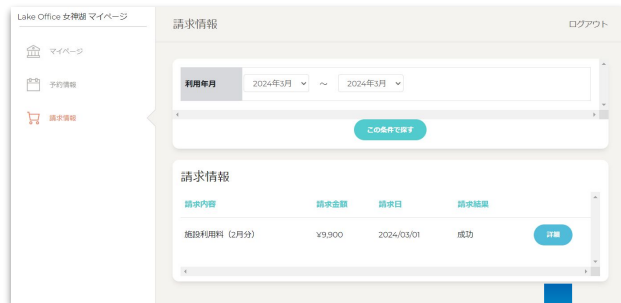 Lake Office 女神湖 マイページ
請求情報
ログアウト
マイページ
予約情報
請求情報
利用年月 2024年3月 ～ 2024年3月
この条件で探す
請求情報
請求内容 請求金額 請求日 請求結果
施設利用料（2月分） ¥9,900 2024/03/01 成功 詳細